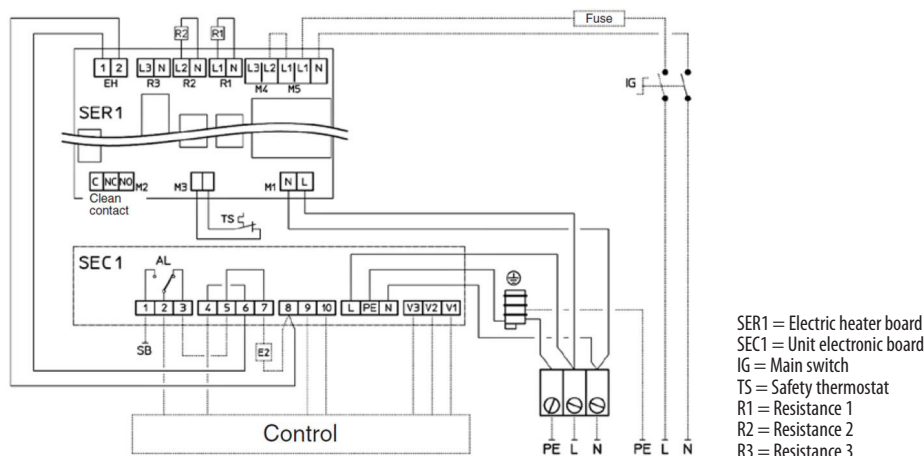 Fuse
R2 R1
1 2 L3 N L2 N L1 N L3 L2 L1 L1 N
EH R3 R2 R1 M4 M5
IG
SER1
C NC NO M2 M3 M1 N L
Clean
contact
TS
SEC1 AL
1 2 3 4 5 6 7 8 9 10 L PE N V3 V2 V1
SB E2
Control
PE L N PE L N
SER1 = Electric heater board
SEC1 = Unit electronic board
IG = Main switch
TS = Safety thermostat
R1 = Resistance 1
R2 = Resistance 2
R3 = Resistance 3